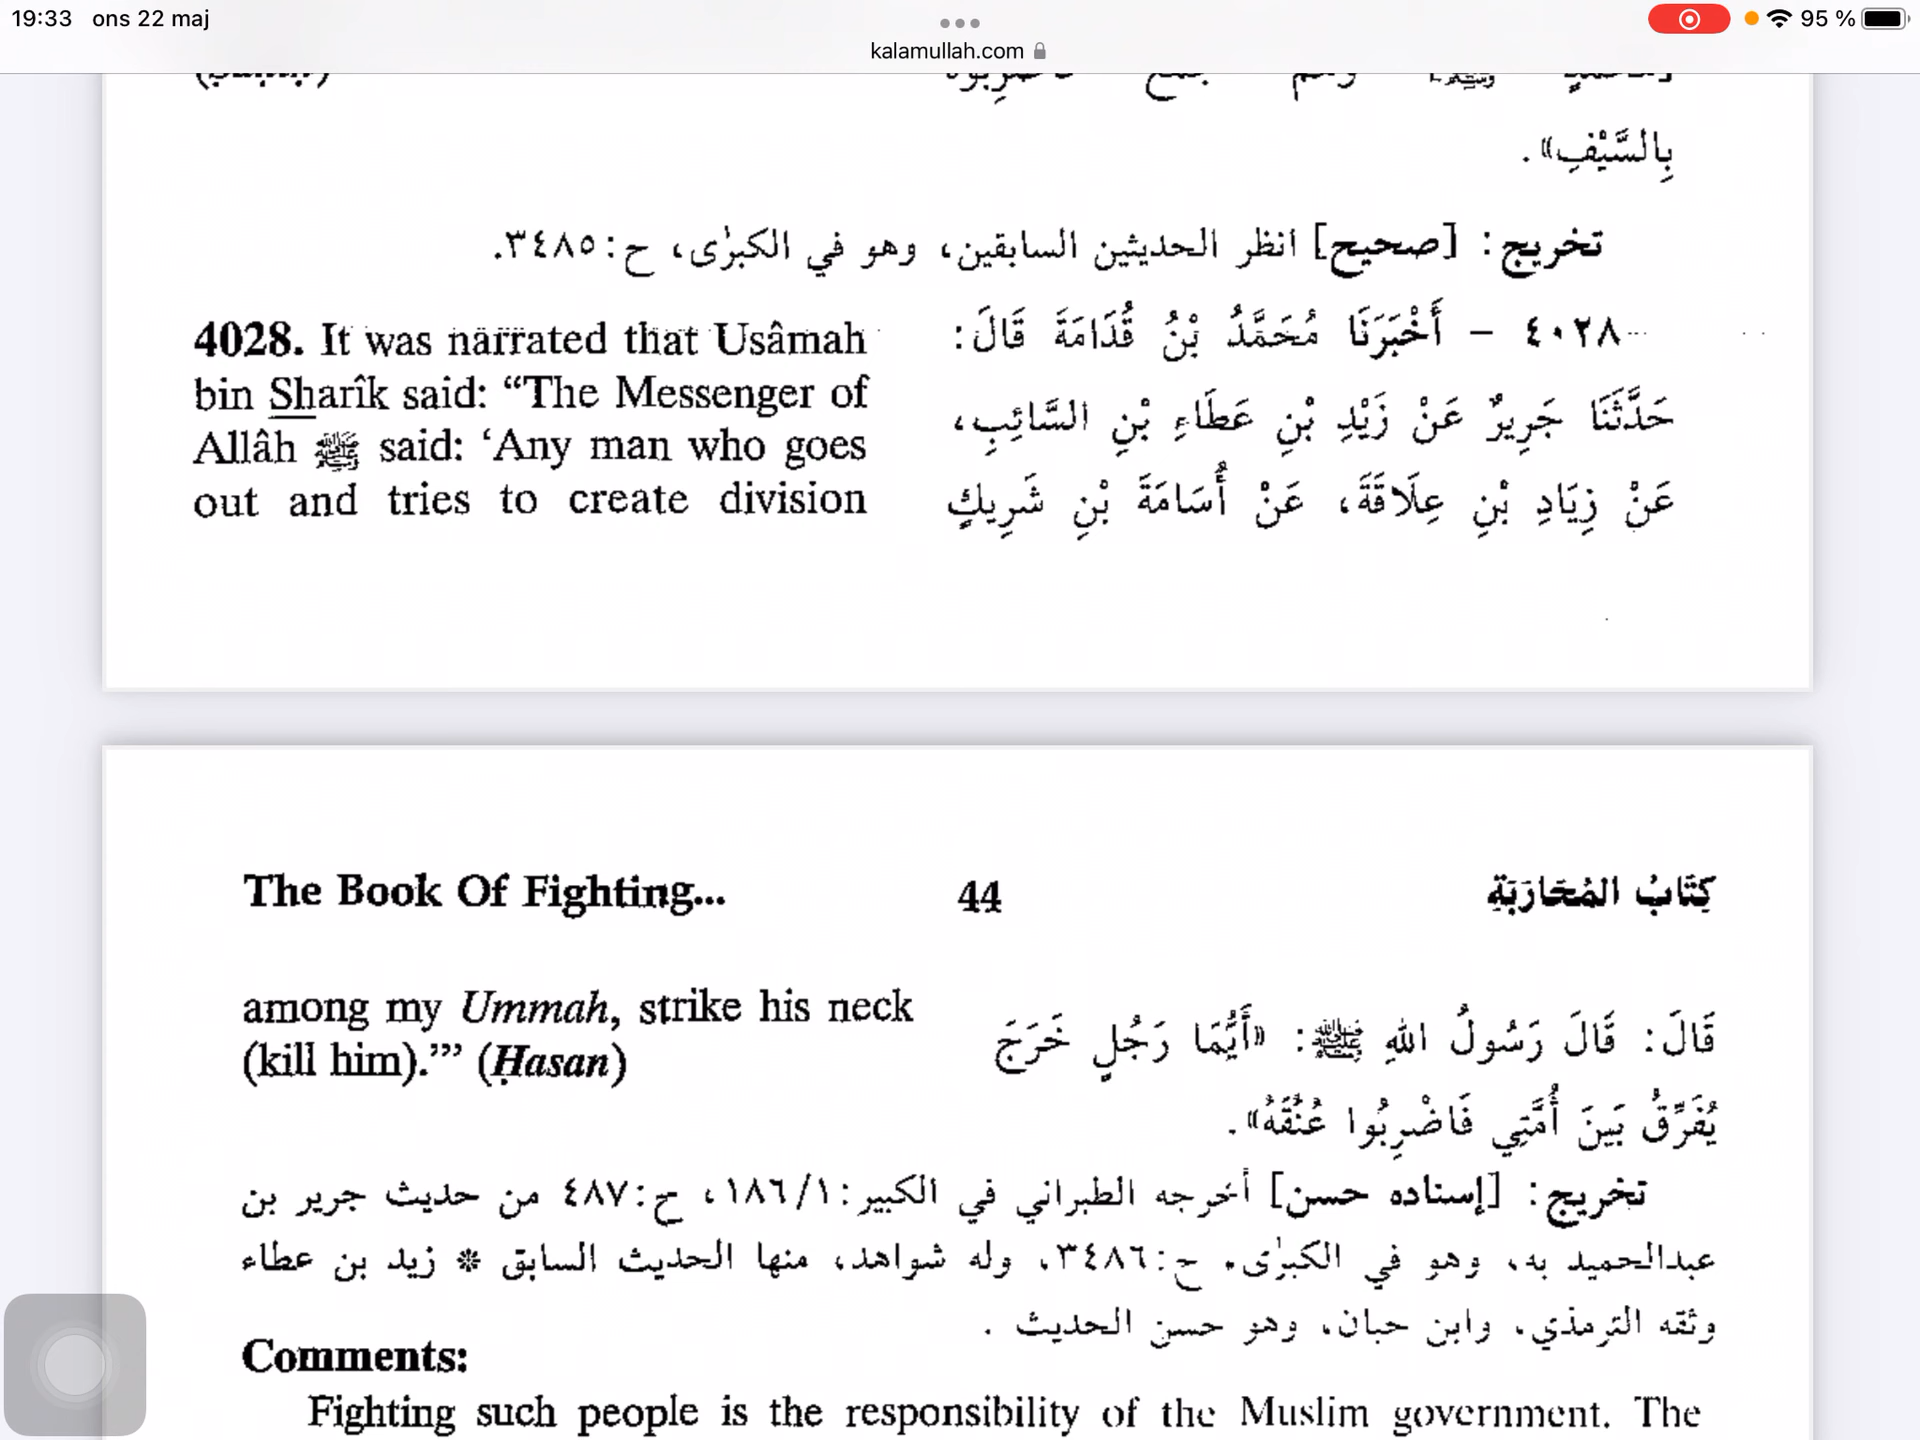 19:33 ons 22 maj
95 %
kalamullah.com
بِالسَّيْفِ» .
تخريج: [صحيح] انظر الحديثين السابقين، وهو في الكبرٰى، ح:٣٤٨٥.
4028. It was narrated that Usâmah
bin Sharîk said: “The Messenger of
Allâh ﷺ said: ‘Any man who goes
out and tries to create division
٤٠٢٨ – أَخْبَرَنَا مُحَمَّدُ بْنُ قُدَامَةَ قَالَ:
حَدَّثَنَا جَرِيرٌ عَنْ زَيْدِ بْنِ عَطَاءِ بْنِ السَّائِبِ،
عَنْ زِيَادِ بْنِ عِلَاقَةَ، عَنْ أُسَامَةَ بْنِ شَرِيكٍ
The Book Of Fighting... 44 كِتَابُ المُحَارَبَةِ
among my Ummah, strike his neck
(kill him).”’ (Ḥasan)
قَالَ: قَالَ رَسُولُ اللهِ ﷺ: «أَيُّمَا رَجُلٍ خَرَجَ
يُفَرِّقُ بَيْنَ أُمَّتِي فَاضْرِبُوا عُنُقَهُ» .
تخريج: [إسناده حسن] أخرجه الطبراني في الكبير:١/ ١٨٦، ح:٤٨٧ من حديث جرير بن
عبدالحميد به، وهو في الكبرٰى، ح:٣٤٨٦، وله شواهد، منها الحديث السابق * زيد بن عطاء
وثقه الترمذي، وابن حبان، وهو حسن الحديث .
Comments:
Fighting such people is the responsibility of the Muslim government. The